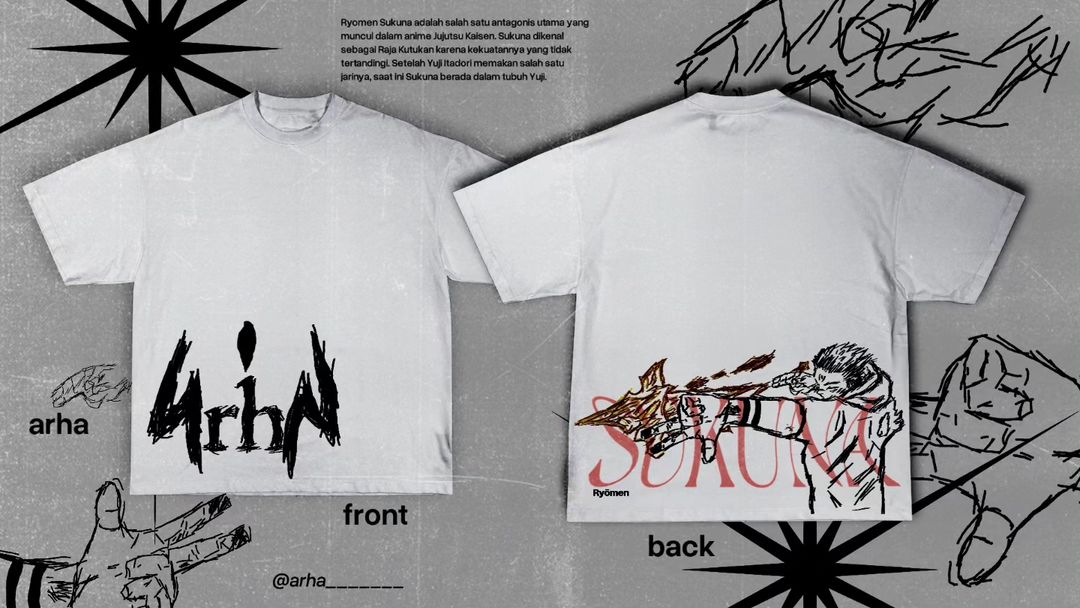 Ryomen Sukuna adalah salah satu antagonis utama yang
muncul dalam anime Jujutsu Kaisen. Sukuna dikenal
sebagai Raja Kutukan karena kekuatannya yang tidak
tertandingi. Setelah Yuji Itadori memakan salah satu
jarinya, saat ini Sukuna berada dalam tubuh Yuji.
arha
SUKUNA
Ryömen
arha
front
back
@arha_______